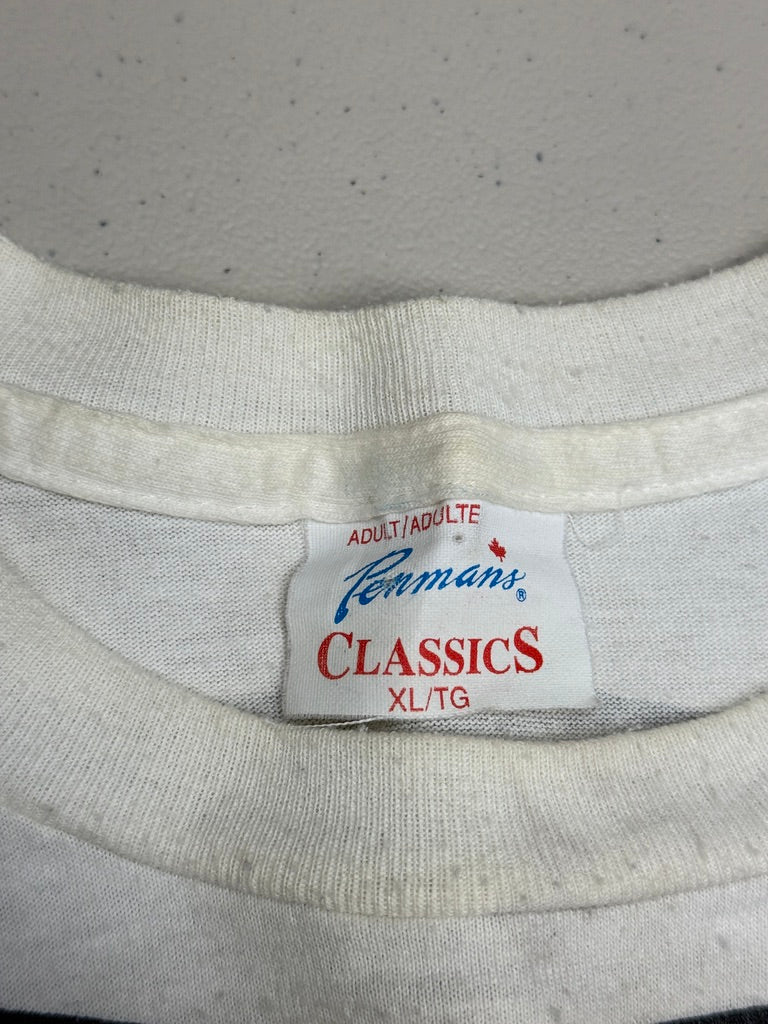 ADULT/ADULTE
Penmans®
CLASSICS
XL/TG